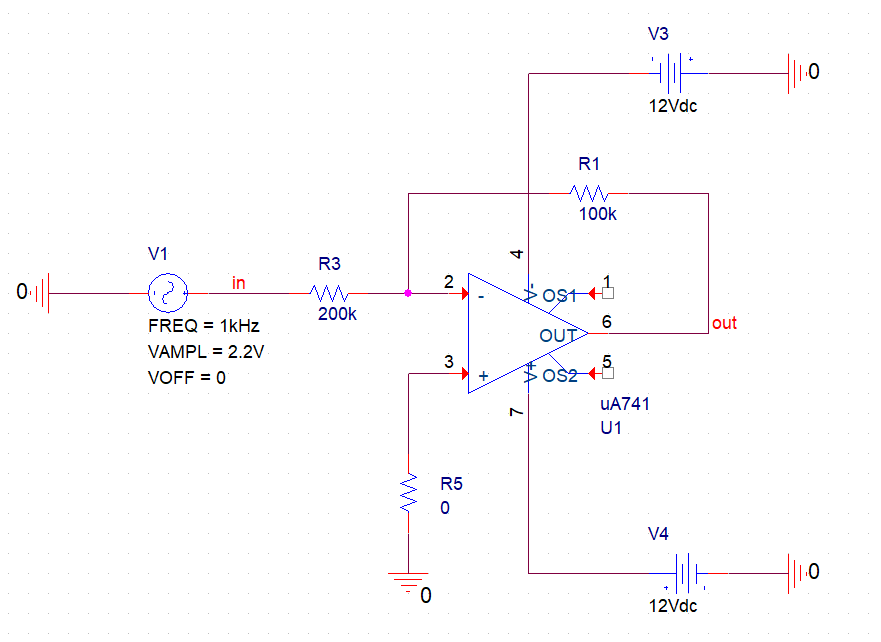 V3
0
12Vdc
R1
100k
V1
in
0
FREQ = 1kHz
VAMPL = 2.2V
VOFF = 0
R3
200k
2
-
4
V-
OS1
1
OUT
6
out
3
+
V+
OS2
5
7
uA741
U1
R5
0
0
V4
0
12Vdc